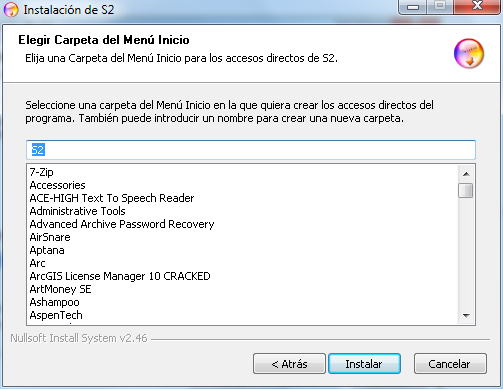 Instalación de S2
Elegir Carpeta del Menú Inicio
Elija una Carpeta del Menú Inicio para los accesos directos de S2.
Seleccione una carpeta del Menú Inicio en la que quiera crear los accesos directos del
programa. También puede introducir un nombre para crear una nueva carpeta.
S2
7-Zip
Accessories
ACE-HIGH Text To Speech Reader
Administrative Tools
Advanced Archive Password Recovery
AirSnare
Aptana
Arc
ArcGIS License Manager 10 CRACKED
ArtMoney SE
Ashampoo
AspenTech
Nullsoft Install System v2.46
< Atrás
Instalar
Cancelar